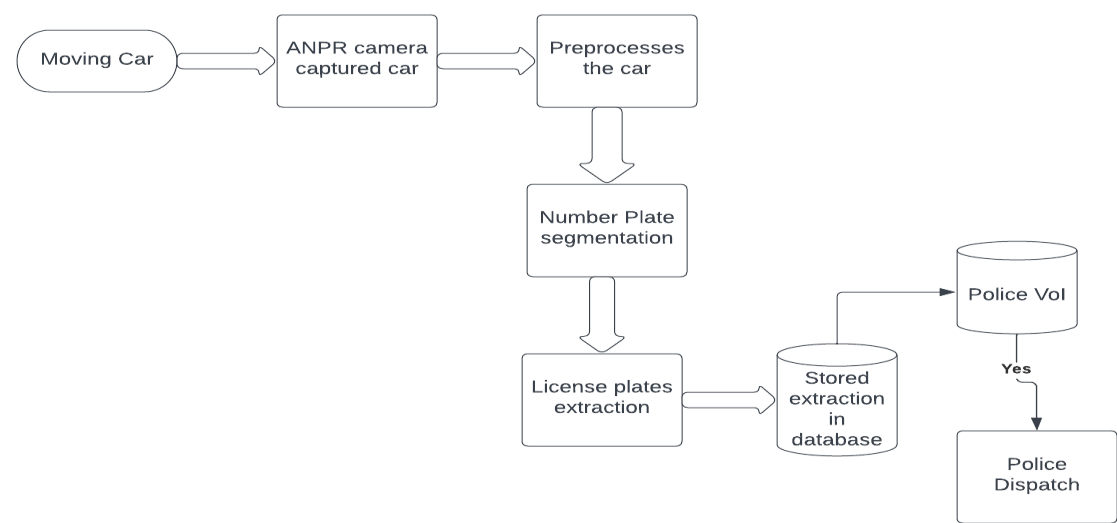 Moving Car
ANPR camera
captured car
Preprocesses
the car
Number Plate
segmentation
License plates
extraction
Stored
extraction
in
database
Police VoI
Yes
Police
Dispatch